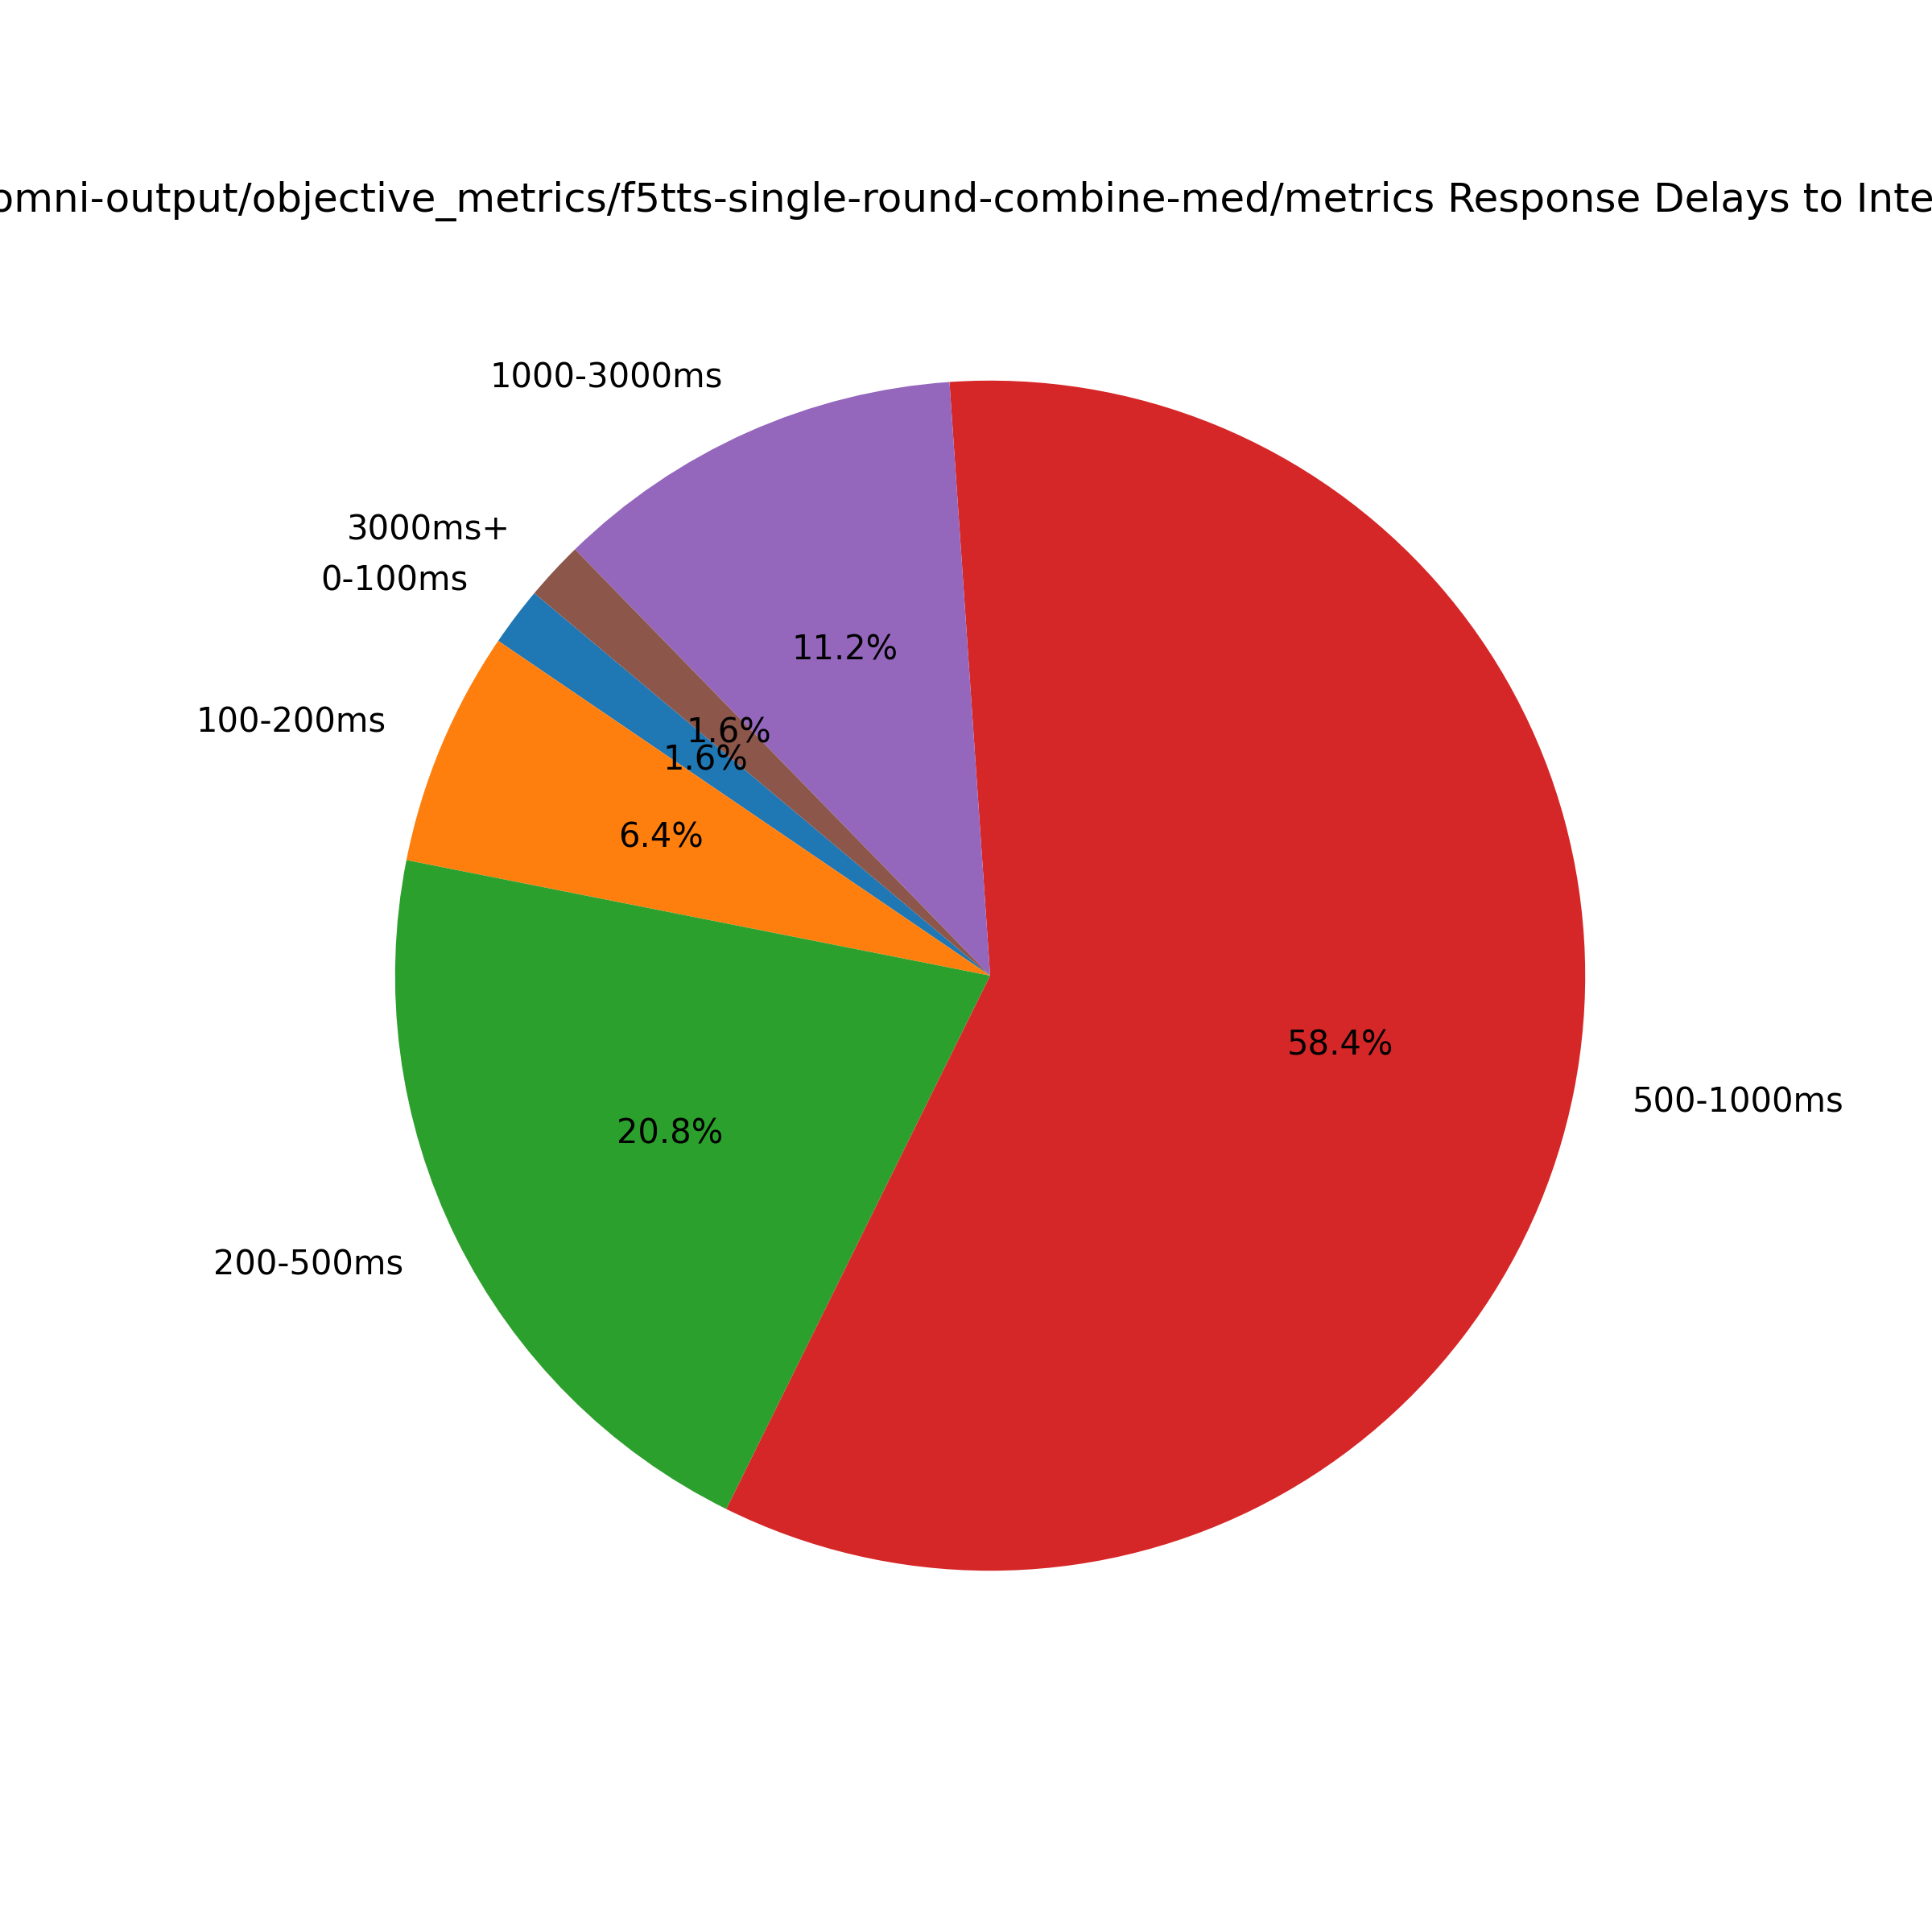 omni-output/objective_metrics/f5tts-single-round-combine-med/metrics Response Delays to Inte
1000-3000ms
3000ms+
0-100ms
11.2%
100-200ms
1.6%
1.6%
6.4%
58.4%
500-1000ms
20.8%
200-500ms